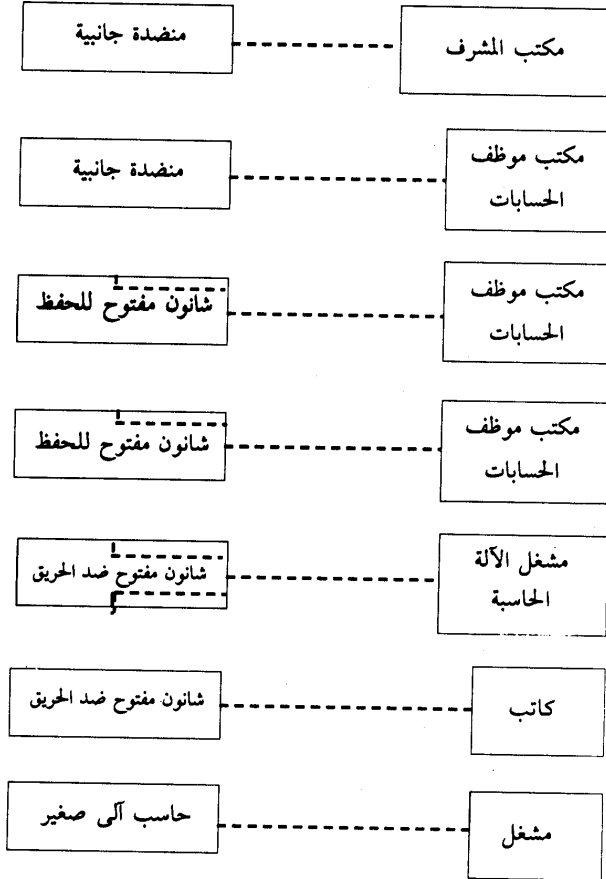 مكتب المشرف
منضدة جانبية
مكتب موظف
الحسابات
منضدة جانبية
مكتب موظف
الحسابات
شانون مفتوح للحفظ
مكتب موظف
الحسابات
شانون مفتوح للحفظ
مشغل الآلة
الحاسبة
شانون مفتوح ضد الحريق
كاتب
شانون مفتوح ضد الحريق
مشغل
حاسب آلى صغير